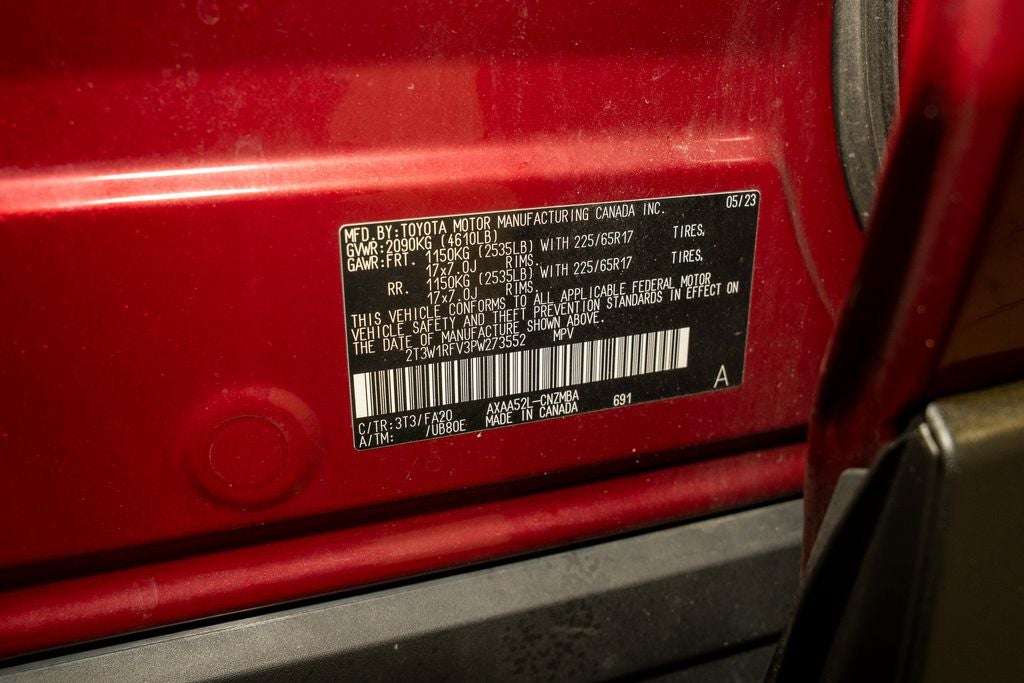 MFD. BY: TOYOTA MOTOR MANUFACTURING CANADA INC. 05/23
GVWR: 2090KG (4610LB)
GAWR: FRT. 1150KG (2535LB) WITH 225/65R17 TIRES,
17x7.0J RIMS,
RR. 1150KG (2535LB) WITH 225/65R17 TIRES,
17x7.0J RIMS.
THIS VEHICLE CONFORMS TO ALL APPLICABLE FEDERAL MOTOR
VEHICLE SAFETY AND THEFT PREVENTION STANDARDS IN EFFECT ON
THE DATE OF MANUFACTURE SHOWN ABOVE.
2T3W1RFV3PW273552 MPV
A
C/TR: 3T3/FA20 AXAA52L-CNZMBA 691
A/TM: /UB80E MADE IN CANADA